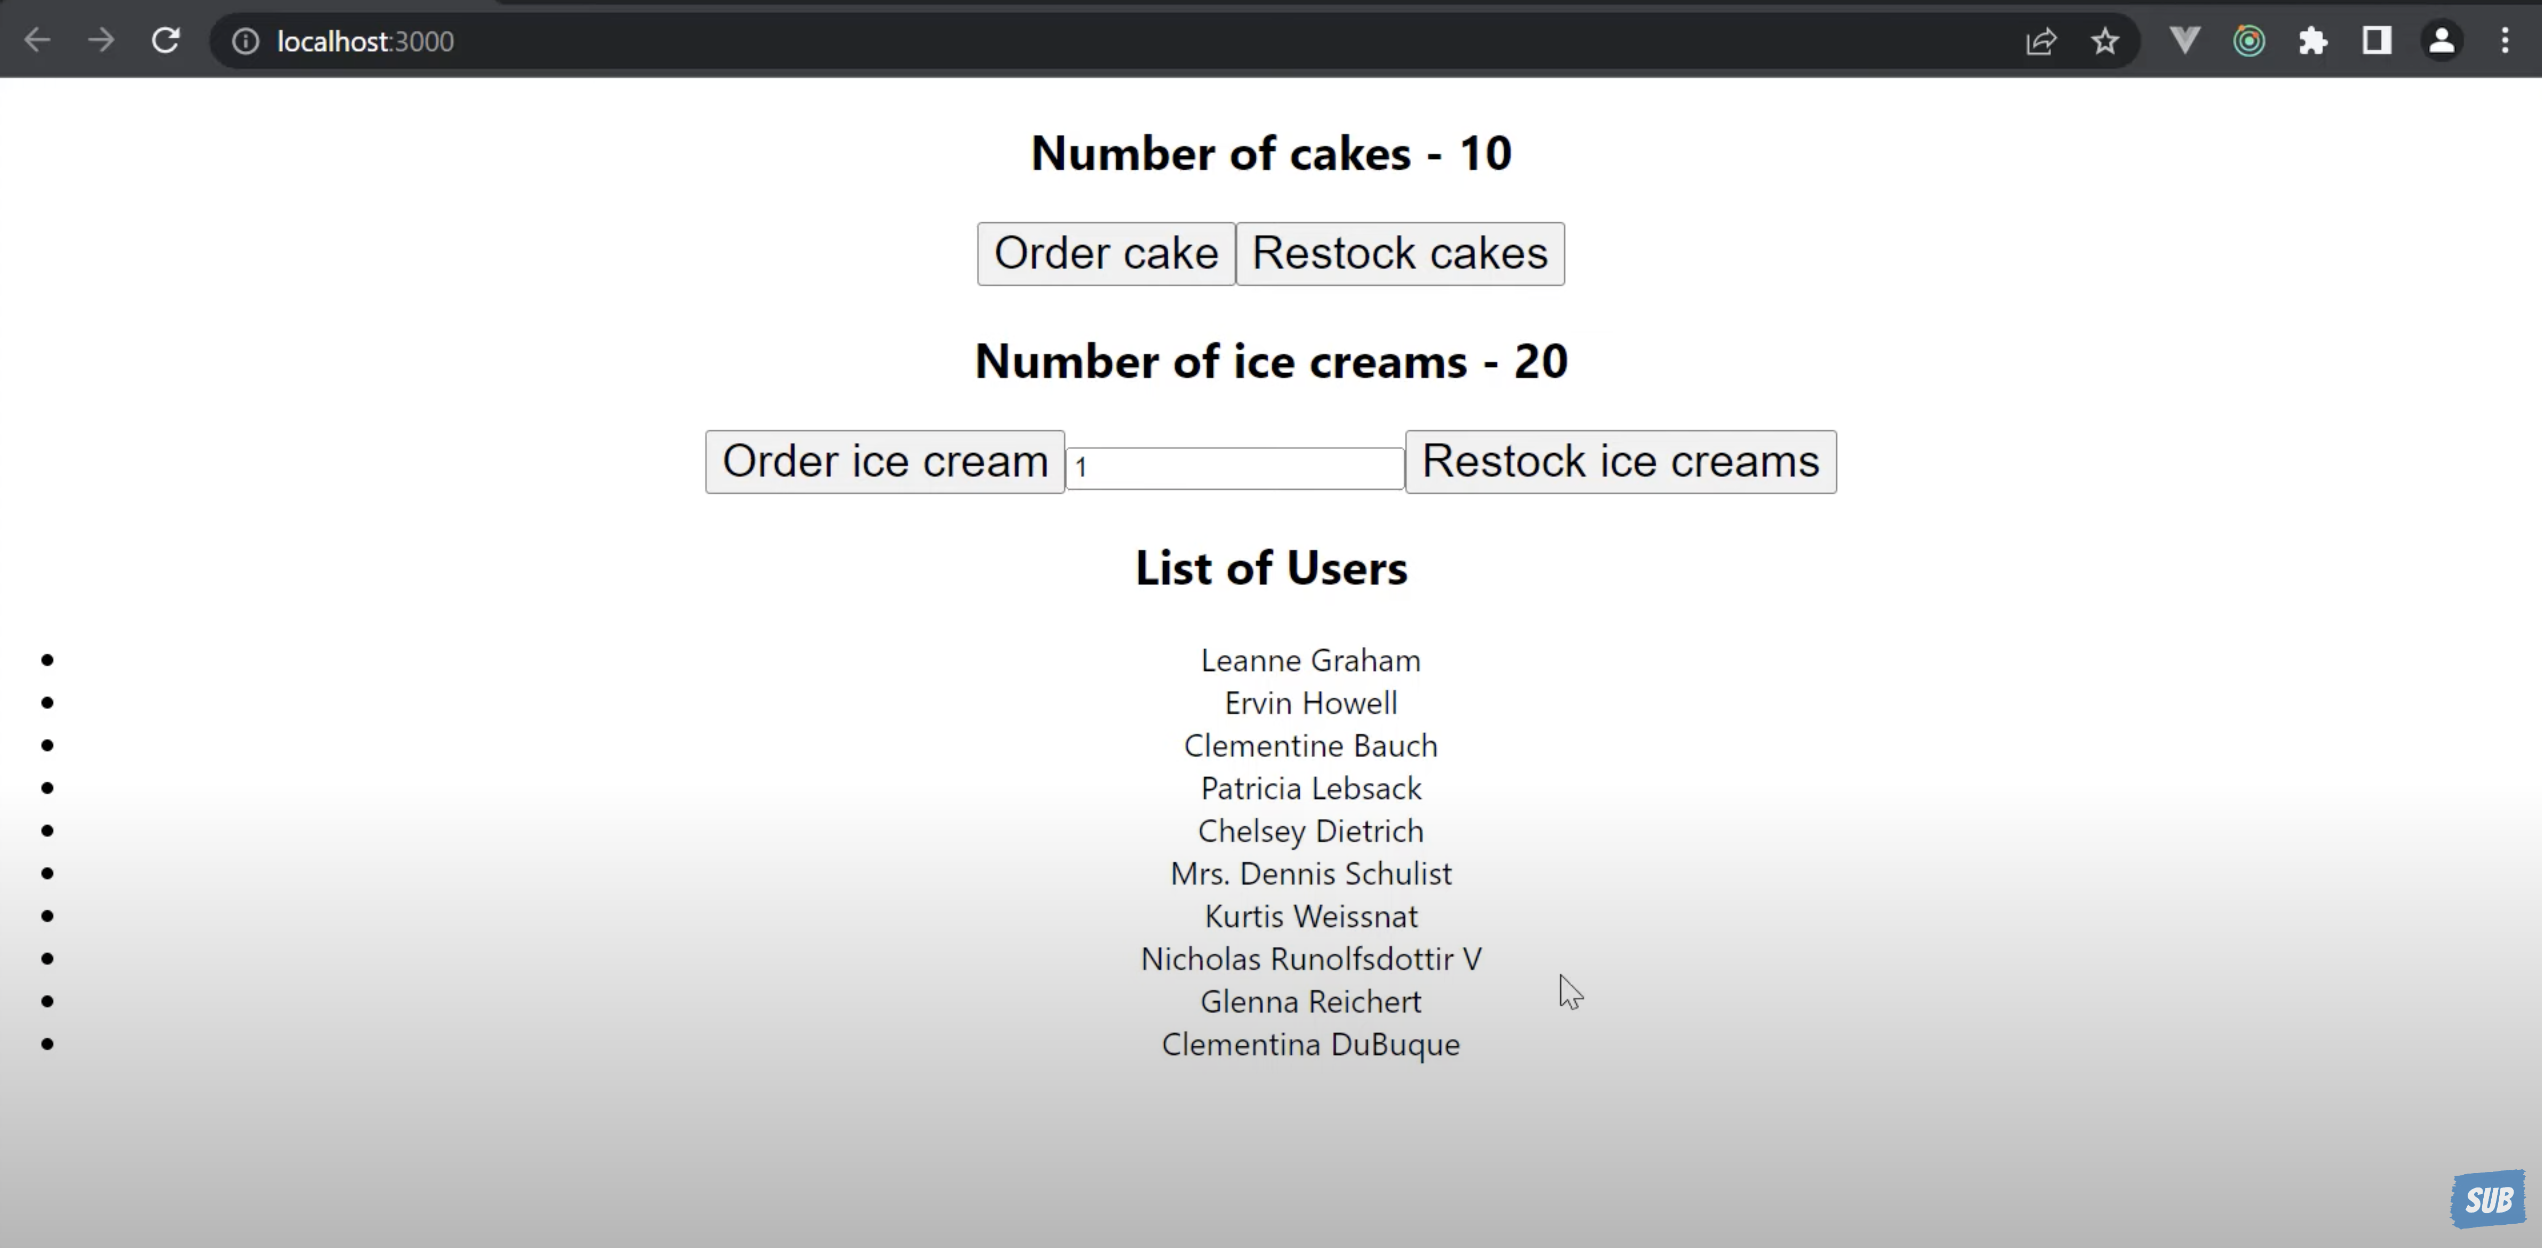 localhost:3000
Number of cakes - 10
Order cake Restock cakes
Number of ice creams - 20
Order ice cream 1 Restock ice creams
List of Users
Leanne Graham
Ervin Howell
Clementine Bauch
Patricia Lebsack
Chelsey Dietrich
Mrs. Dennis Schulist
Kurtis Weissnat
Nicholas Runolfsdottir V
Glenna Reichert
Clementina DuBuque
SUB